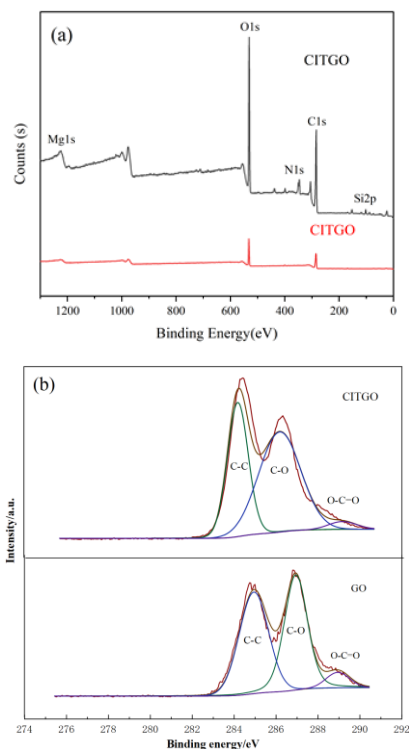 (a)
O1s
CITGO
C1s
Mg1s
N1s
Si2p
CITGO
Counts (s)
1200 1000 800 600 400 200 0
Binding Energy(eV)
(b)
CITGO
C-C
C-O
O-C=O
Intensity/a.u.
GO
C-C
C-O
O-C=O
274 276 278 280 282 284 286 288 290 292
Binding energy/eV